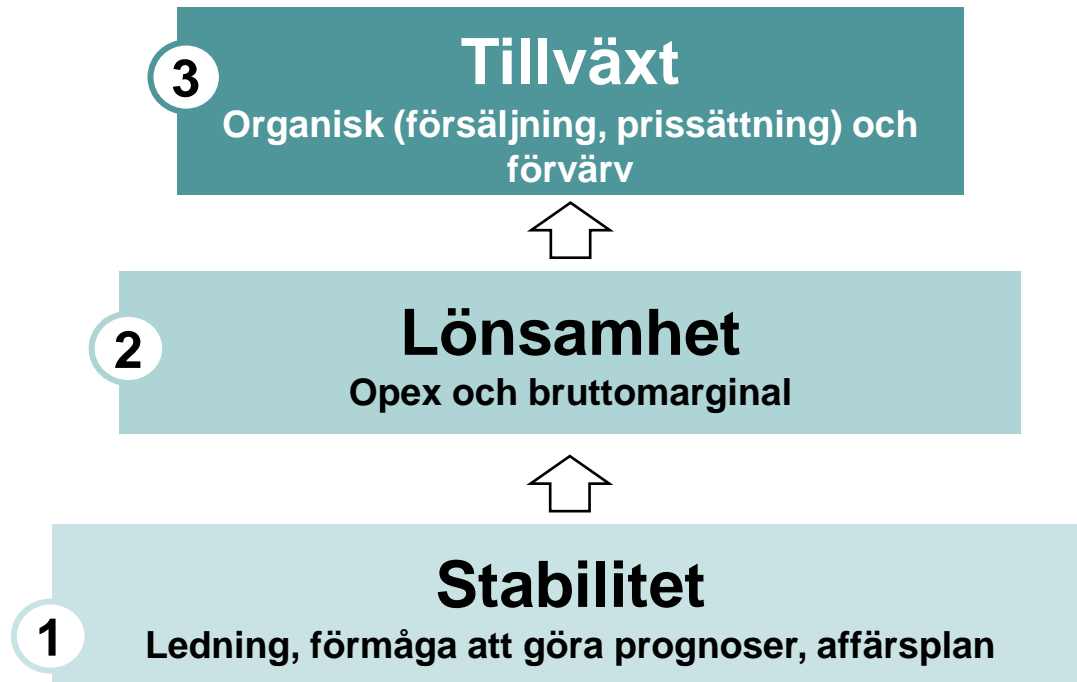 3
Tillväxt
Organisk (försäljning, prissättning) och
förvärv
2
Lönsamhet
Opex och bruttomarginal
1
Stabilitet
Ledning, förmåga att göra prognoser, affärsplan